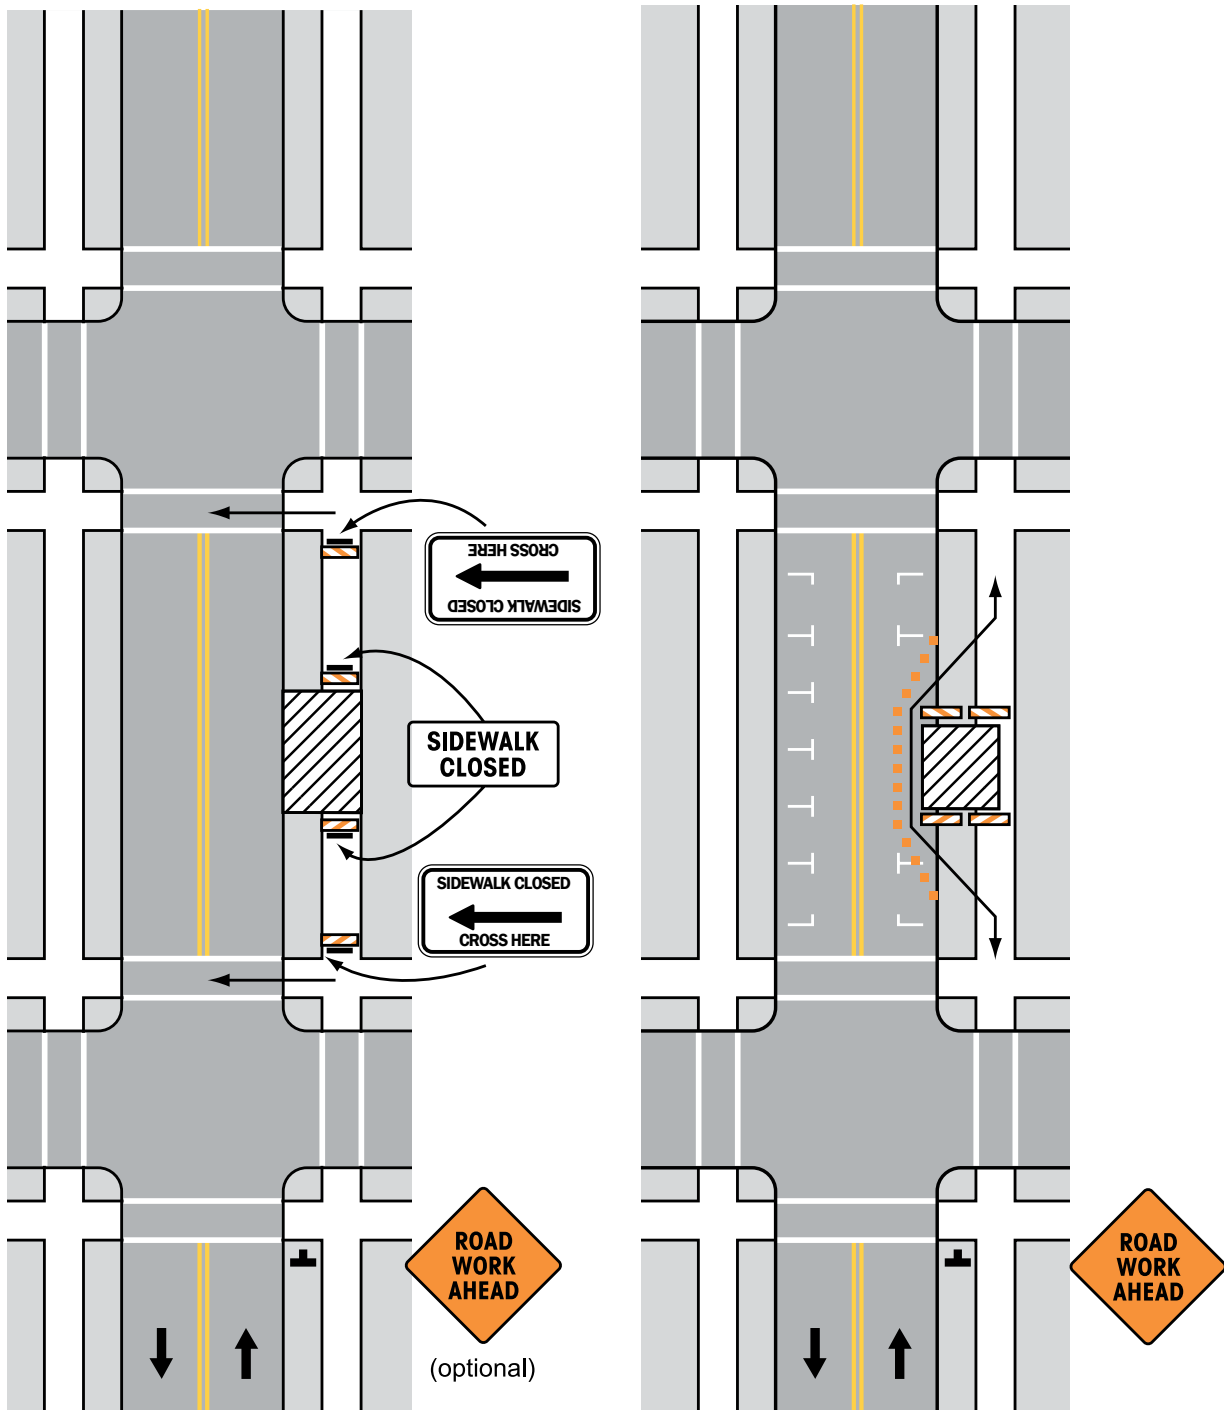 CROSS HERE
SIDEWALK CLOSED
SIDEWALK
CLOSED
SIDEWALK CLOSED
CROSS HERE
ROAD
WORK
AHEAD
(optional)
ROAD
WORK
AHEAD